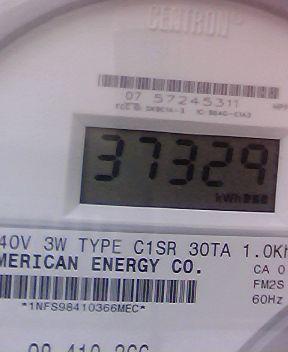 CENTRON®
07 57245311
37329
kWh
40V 3W TYPE C1SR 30TA 1.0Kh
MERICAN ENERGY CO.
CA 0
FM2S
60Hz
*1NFS98410366MEC*